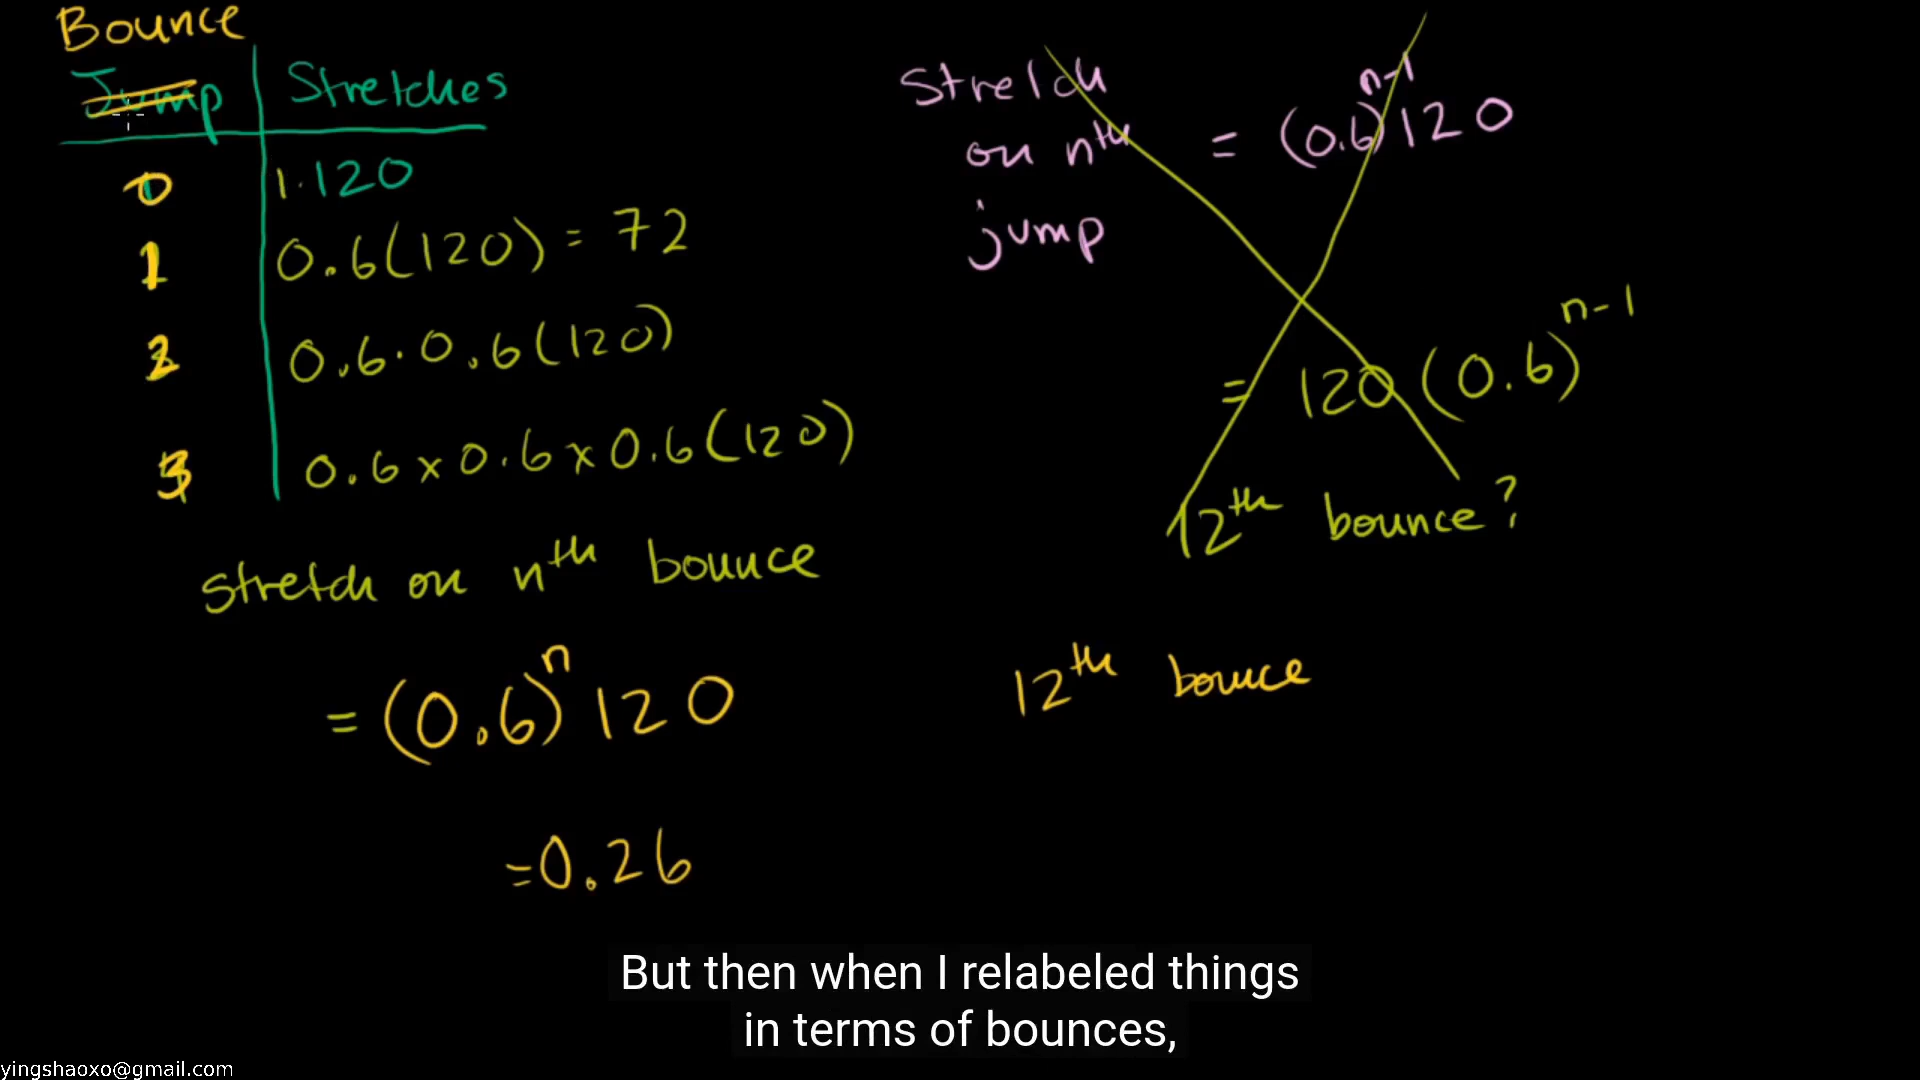 Bounce
Jump Stretches
0 1·120
1 0.6(120) = 72
2 0.6·0.6(120)
3 0.6 x 0.6 x 0.6(120)
Stretch on nth bounce
= (0.6)^n 120
= 0.26
Stretch
on nth = (0.6)^n-1 120
jump
= 120(0.6)^n-1
12th bounce?
12th bounce
But then when I relabeled things
in terms of bounces,
yingshaoxo@gmail.com